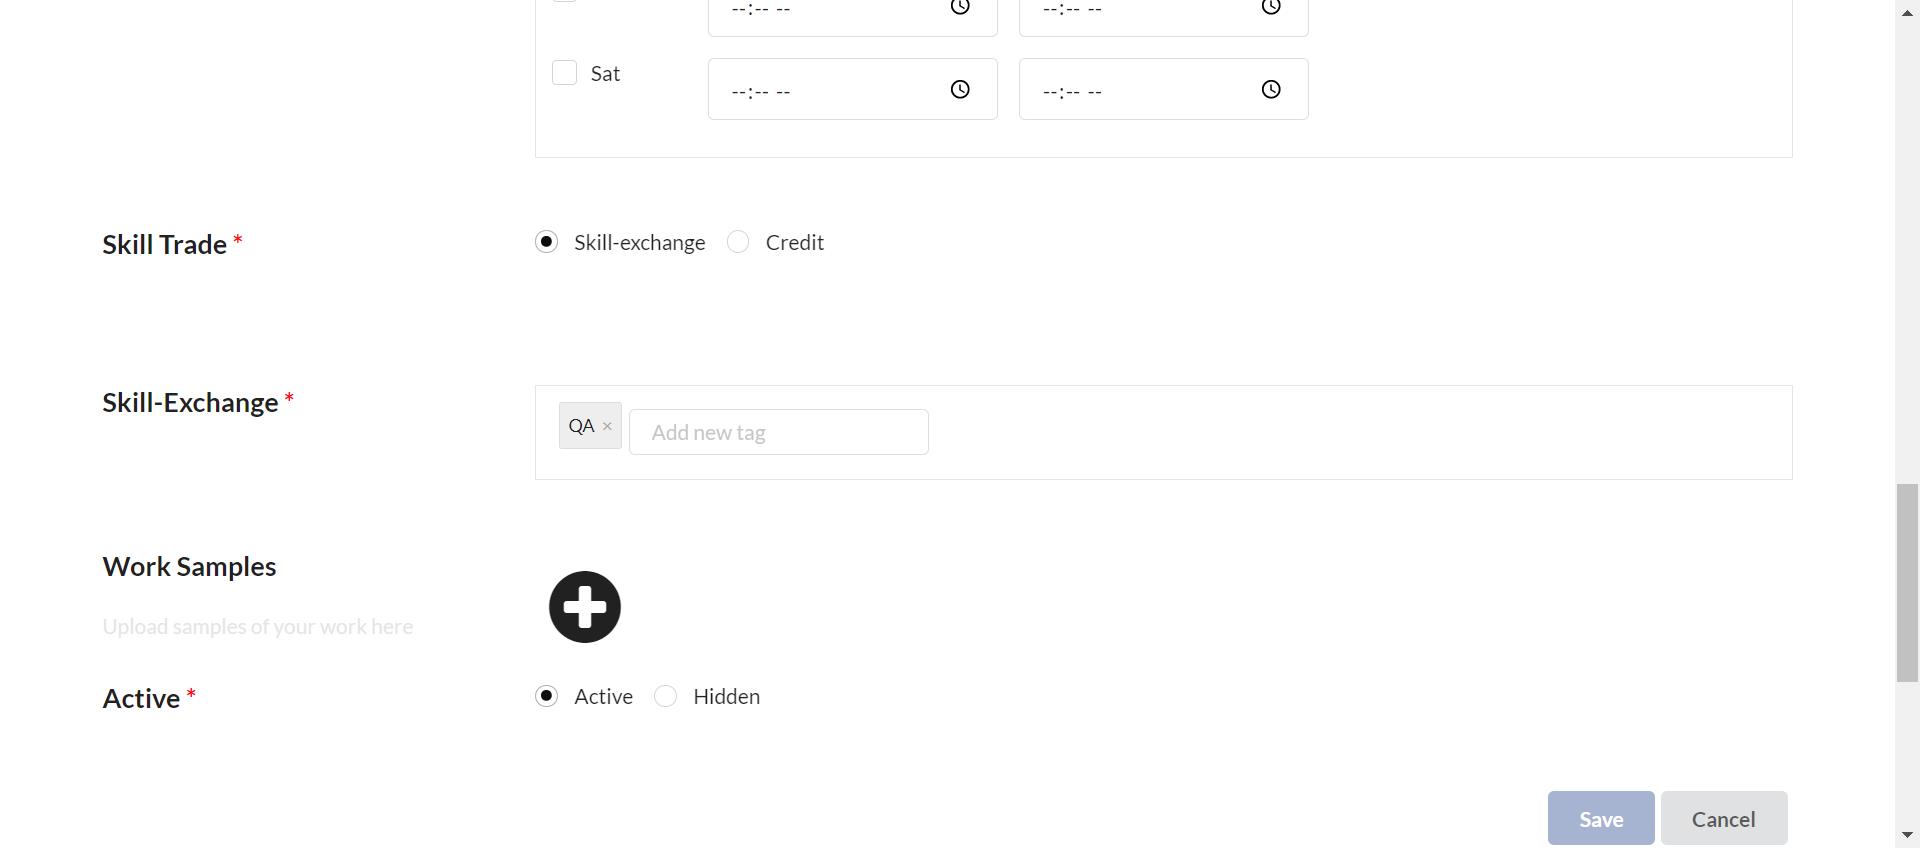 --:-- -- --:-- --
Sat --:-- -- --:-- --
Skill Trade * Skill-exchange Credit
Skill-Exchange * QA × Add new tag
Work Samples
Upload samples of your work here
Active * Active Hidden
Save Cancel